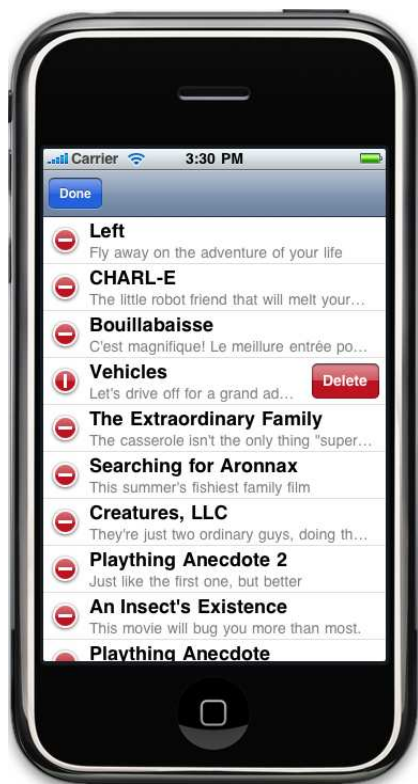 Carrier 3:30 PM
Done
Left
Fly away on the adventure of your life
CHARL-E
The little robot friend that will melt your…
Bouillabaisse
C'est magnifique! Le meillure entrée po…
Vehicles
Let's drive off for a grand ad…
Delete
The Extraordinary Family
The casserole isn't the only thing "super…
Searching for Aronnax
This summer's fishiest family film
Creatures, LLC
They're just two ordinary guys, doing th…
Plaything Anecdote 2
Just like the first one, but better
An Insect's Existence
This movie will bug you more than most.
Plaything Anecdote